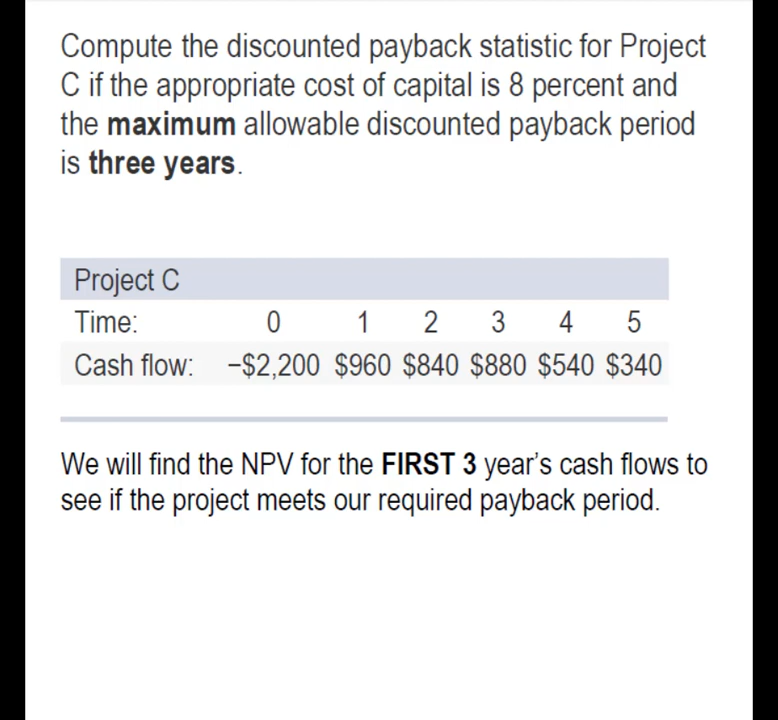 Compute the discounted payback statistic for Project
C if the appropriate cost of capital is 8 percent and
the maximum allowable discounted payback period
is three years.
Project C
Time: 0 1 2 3 4 5
Cash flow: −$2,200 $960 $840 $880 $540 $340
We will find the NPV for the FIRST 3 year's cash flows to
see if the project meets our required payback period.